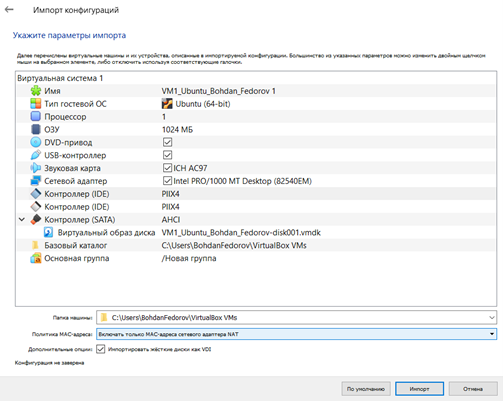 Импорт конфигураций
Укажите параметры импорта
Далее перечислены виртуальные машины и их устройства, описанные в импортируемой конфигурации. Большинство из указанных параметров можно изменить двойным щелчком
мыши на выбранном элементе, либо отключить используя соответствующие галочки.
Виртуальная система 1
Имя VM1_Ubuntu_Bohdan_Fedorov 1
Тип гостевой ОС Ubuntu (64-bit)
Процессор 1
ОЗУ 1024 МБ
DVD-привод
USB-контроллер
Звуковая карта ICH AC97
Сетевой адаптер Intel PRO/1000 MT Desktop (82540EM)
Контроллер (IDE) PIIX4
Контроллер (IDE) PIIX4
Контроллер (SATA) AHCI
Виртуальный образ диска VM1_Ubuntu_Bohdan_Fedorov-disk001.vmdk
Базовый каталог C:\Users\BohdanFedorov\VirtualBox VMs
Основная группа /Новая группа
Папка машины: C:\Users\BohdanFedorov\VirtualBox VMs
Политика MAC-адреса: Включать только MAC-адреса сетевого адаптера NAT
Дополнительные опции: Импортировать жёсткие диски как VDI
Конфигурация не заверена
По умолчанию Импорт Отмена